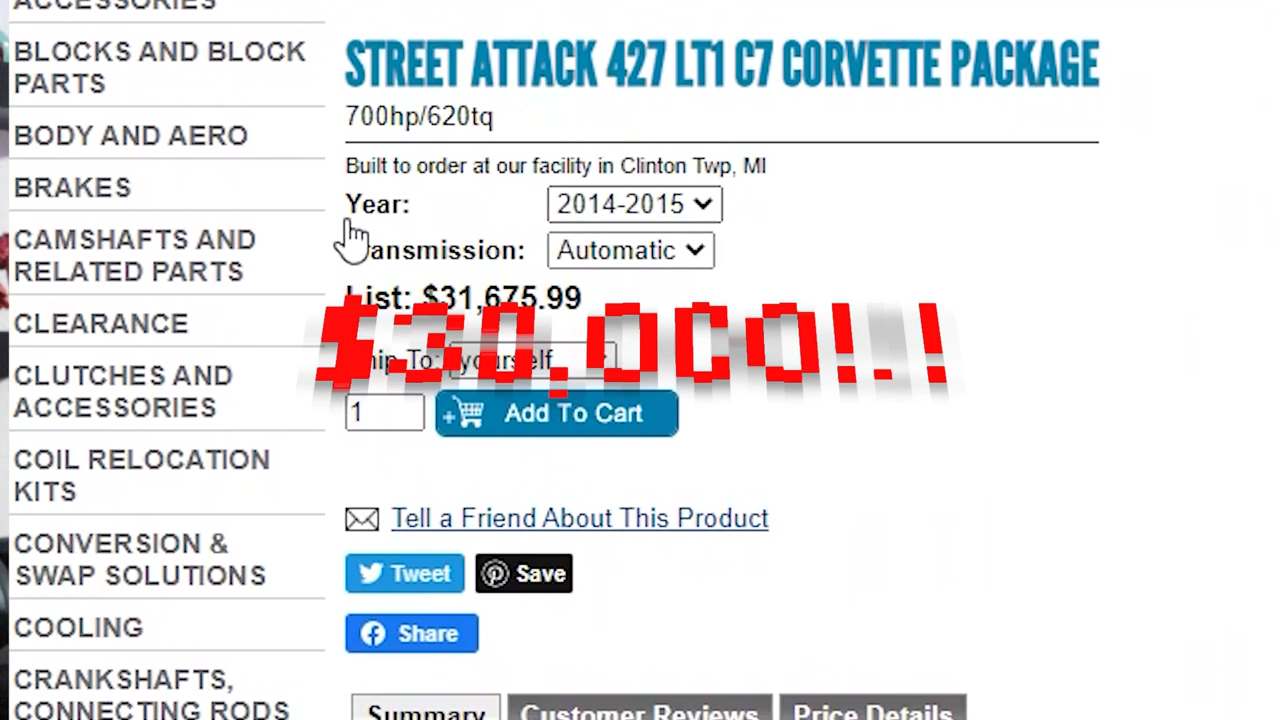 ACCESSORIES
BLOCKS AND BLOCK
PARTS
BODY AND AERO
BRAKES
CAMSHAFTS AND
RELATED PARTS
CLEARANCE
CLUTCHES AND
ACCESSORIES
COIL RELOCATION
KITS
CONVERSION &
SWAP SOLUTIONS
COOLING
CRANKSHAFTS,
CONNECTING RODS
STREET ATTACK 427 LT1 C7 CORVETTE PACKAGE
700hp/620tq
Built to order at our facility in Clinton Twp, MI
Year: 2014-2015
Transmission: Automatic
List: $31,675.99
$30,000!!
Ship To: yourself
1 Add To Cart
Tell a Friend About This Product
Tweet Save
Share
Summary Customer Reviews Price Details